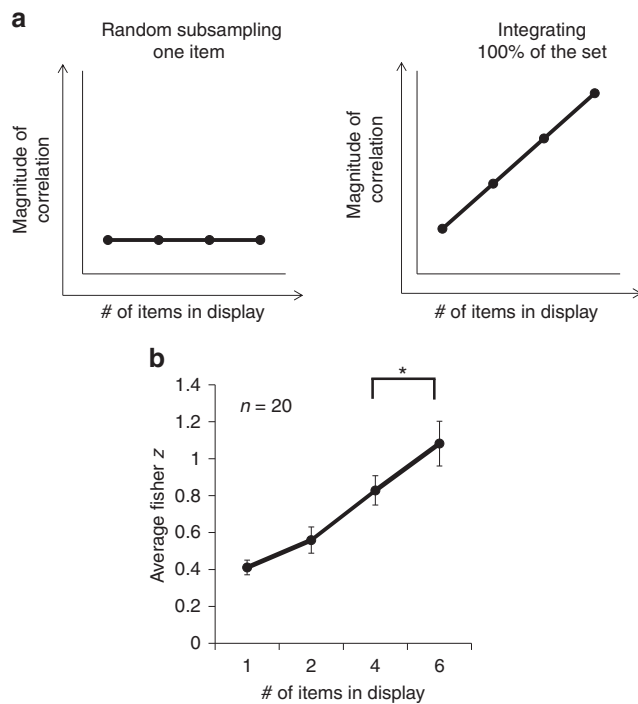 a
Random subsampling
one item
Magnitude of
correlation
# of items in display
Integrating
100% of the set
Magnitude of
correlation
# of items in display
b
1.4
1.2
1
0.8
0.6
0.4
0.2
0
Average fisher z
n = 20
*
1 2 4 6
# of items in display